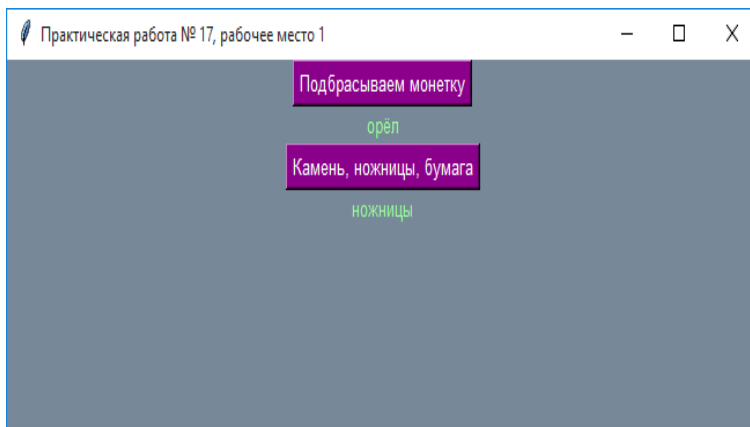 Практическая работа № 17, рабочее место 1
Подбрасываем монетку
орёл
Камень, ножницы, бумага
ножницы